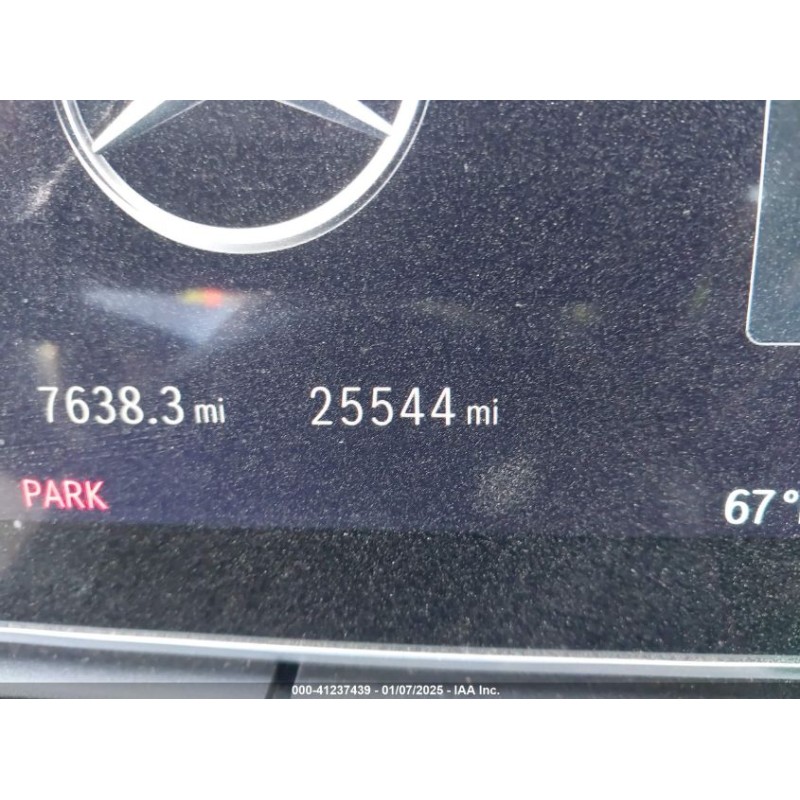 7638.3 mi 25544 mi
PARK
67°
000-41237439 - 01/07/2025 - IAA Inc.